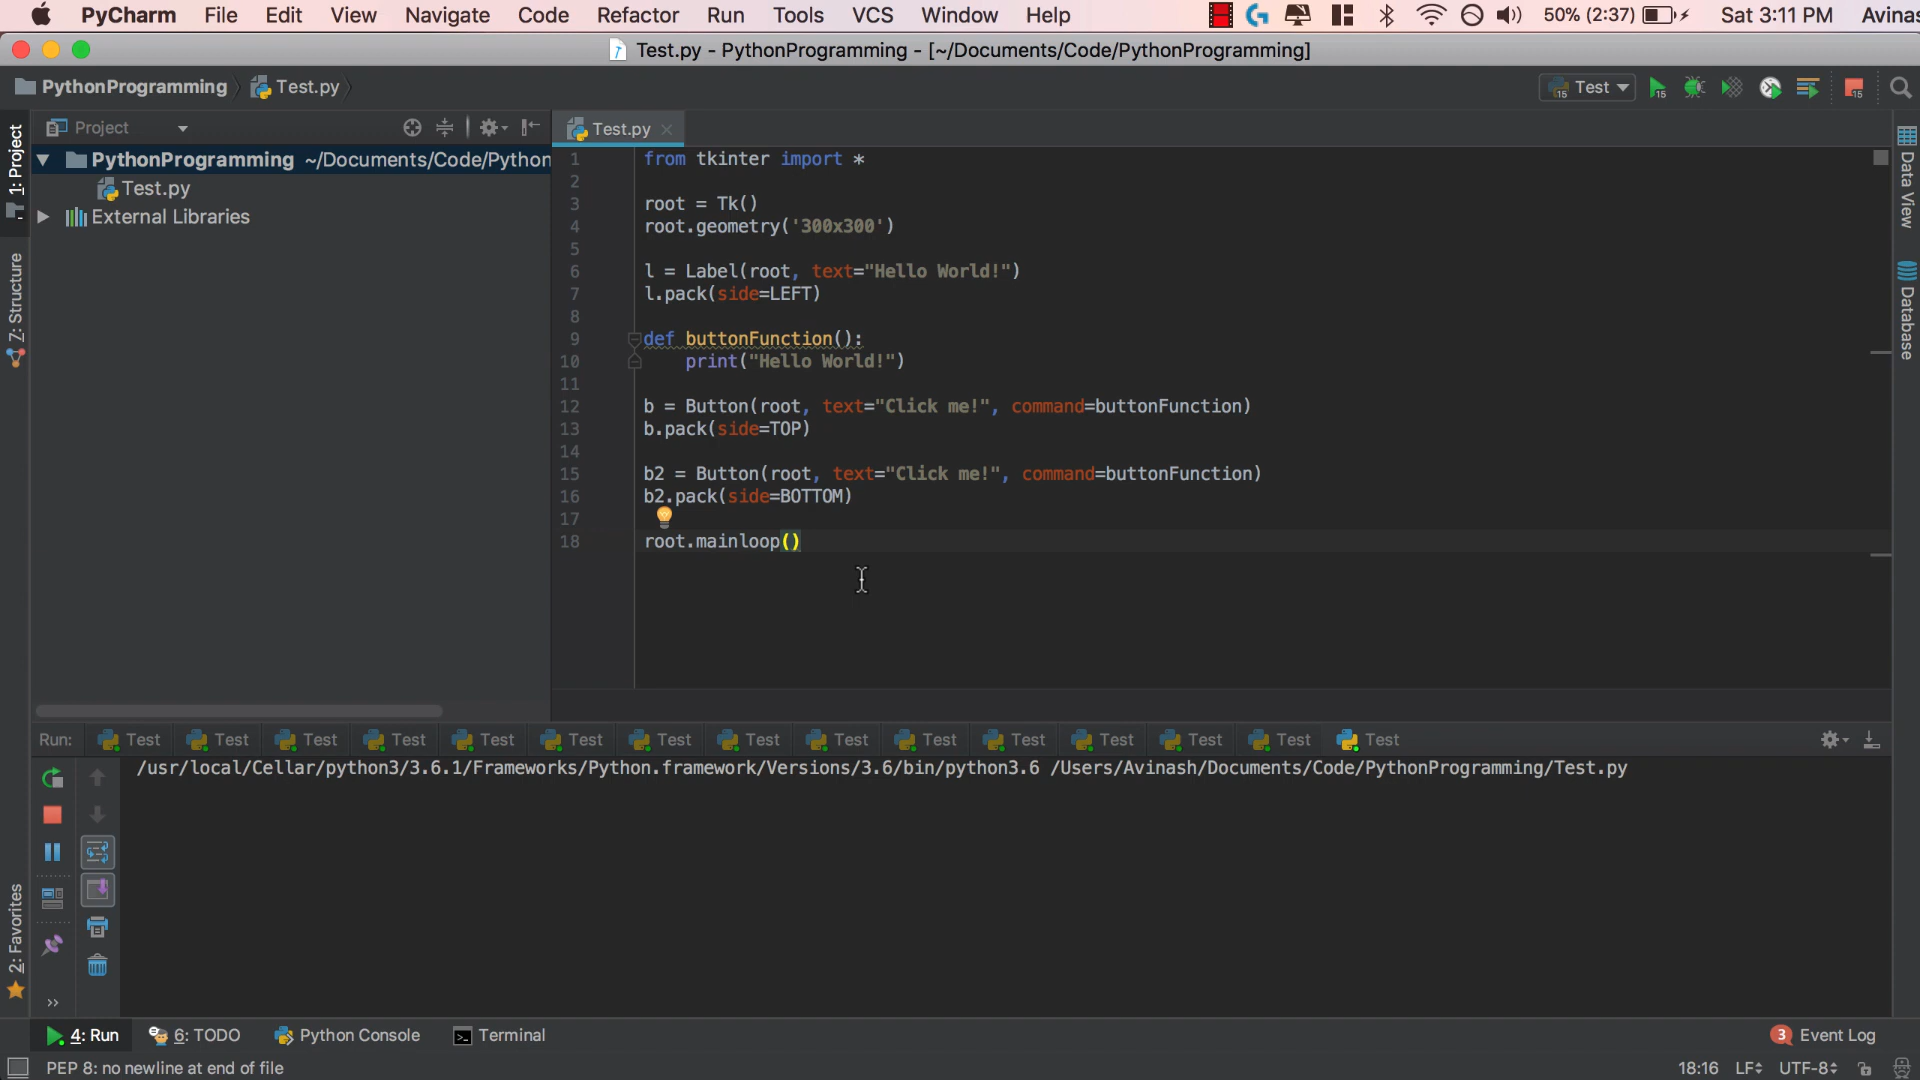 PyCharm File Edit View Navigate Code Refactor Run Tools VCS Window Help 50% (2:37) Sat 3:11 PM Avinas
Test.py - PythonProgramming - [~/Documents/Code/PythonProgramming]
PythonProgramming Test.py Test
Project Test.py
PythonProgramming ~/Documents/Code/Python
Test.py
External Libraries
1: Project
Z: Structure
2: Favorites
Data View
Database
1 from tkinter import *
2
3 root = Tk()
4 root.geometry('300x300')
5
6 l = Label(root, text="Hello World!")
7 l.pack(side=LEFT)
8
9 def buttonFunction():
10 print("Hello World!")
11
12 b = Button(root, text="Click me!", command=buttonFunction)
13 b.pack(side=TOP)
14
15 b2 = Button(root, text="Click me!", command=buttonFunction)
16 b2.pack(side=BOTTOM)
17
18 root.mainloop()
Run: Test Test Test Test Test Test Test Test Test Test Test Test Test Test Test
/usr/local/Cellar/python3/3.6.1/Frameworks/Python.framework/Versions/3.6/bin/python3.6 /Users/Avinash/Documents/Code/PythonProgramming/Test.py
4: Run 6: TODO Python Console Terminal 3 Event Log
PEP 8: no newline at end of file 18:16 LF UTF-8